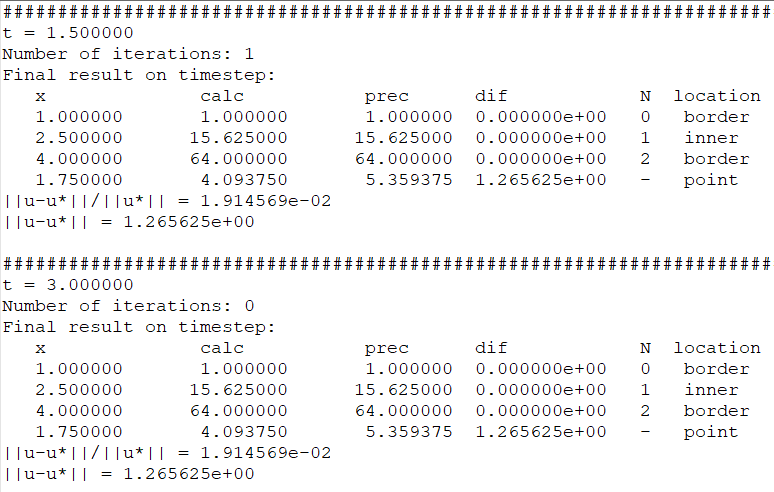 ######################################################################
t = 1.500000
Number of iterations: 1
Final result on timestep:
   x              calc           prec      dif            N  location
   1.000000       1.000000       1.000000  0.000000e+00   0   border
   2.500000      15.625000      15.625000  0.000000e+00   1   inner
   4.000000      64.000000      64.000000  0.000000e+00   2   border
   1.750000       4.093750       5.359375  1.265625e+00   -   point
||u-u*||/||u*|| = 1.914569e-02
||u-u*|| = 1.265625e+00

######################################################################
t = 3.000000
Number of iterations: 0
Final result on timestep:
   x              calc           prec      dif            N  location
   1.000000       1.000000       1.000000  0.000000e+00   0   border
   2.500000      15.625000      15.625000  0.000000e+00   1   inner
   4.000000      64.000000      64.000000  0.000000e+00   2   border
   1.750000       4.093750       5.359375  1.265625e+00   -   point
||u-u*||/||u*|| = 1.914569e-02
||u-u*|| = 1.265625e+00